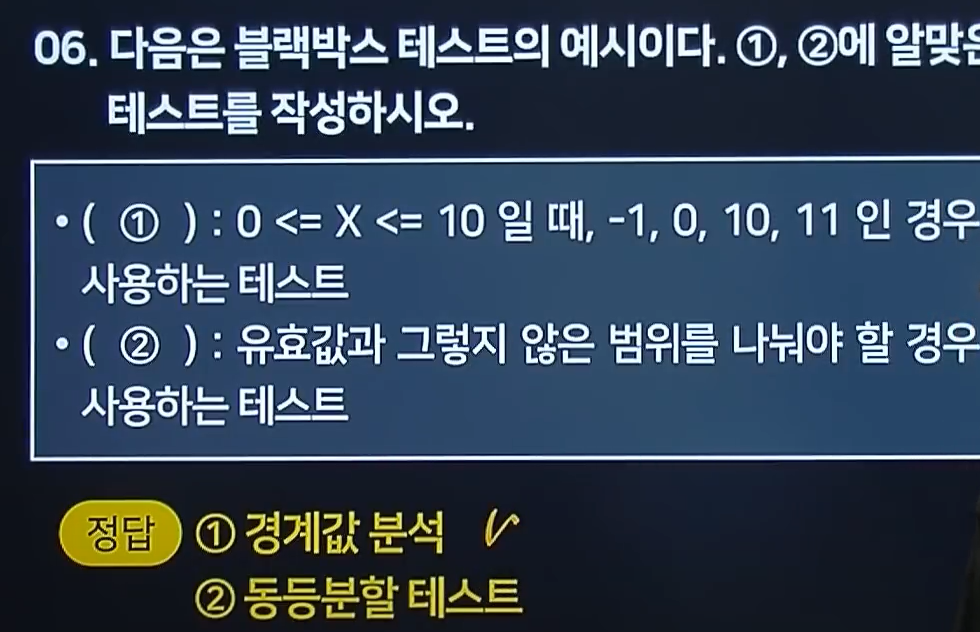 06. 다음은 블랙박스 테스트의 예시이다. ①, ②에 알맞은
테스트를 작성하시오.
• ( ① ) : 0 <= X <= 10 일 때, -1, 0, 10, 11 인 경우
사용하는 테스트
• ( ② ) : 유효값과 그렇지 않은 범위를 나눠야 할 경우
사용하는 테스트
정답 ① 경계값 분석
② 동등분할 테스트